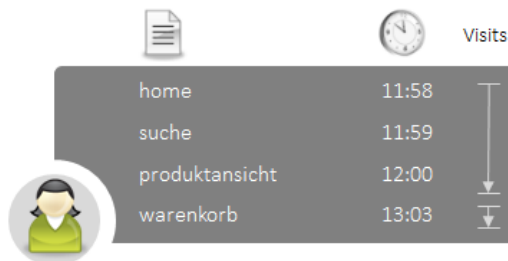 Visits
home 11:58
suche 11:59
produktansicht 12:00
warenkorb 13:03